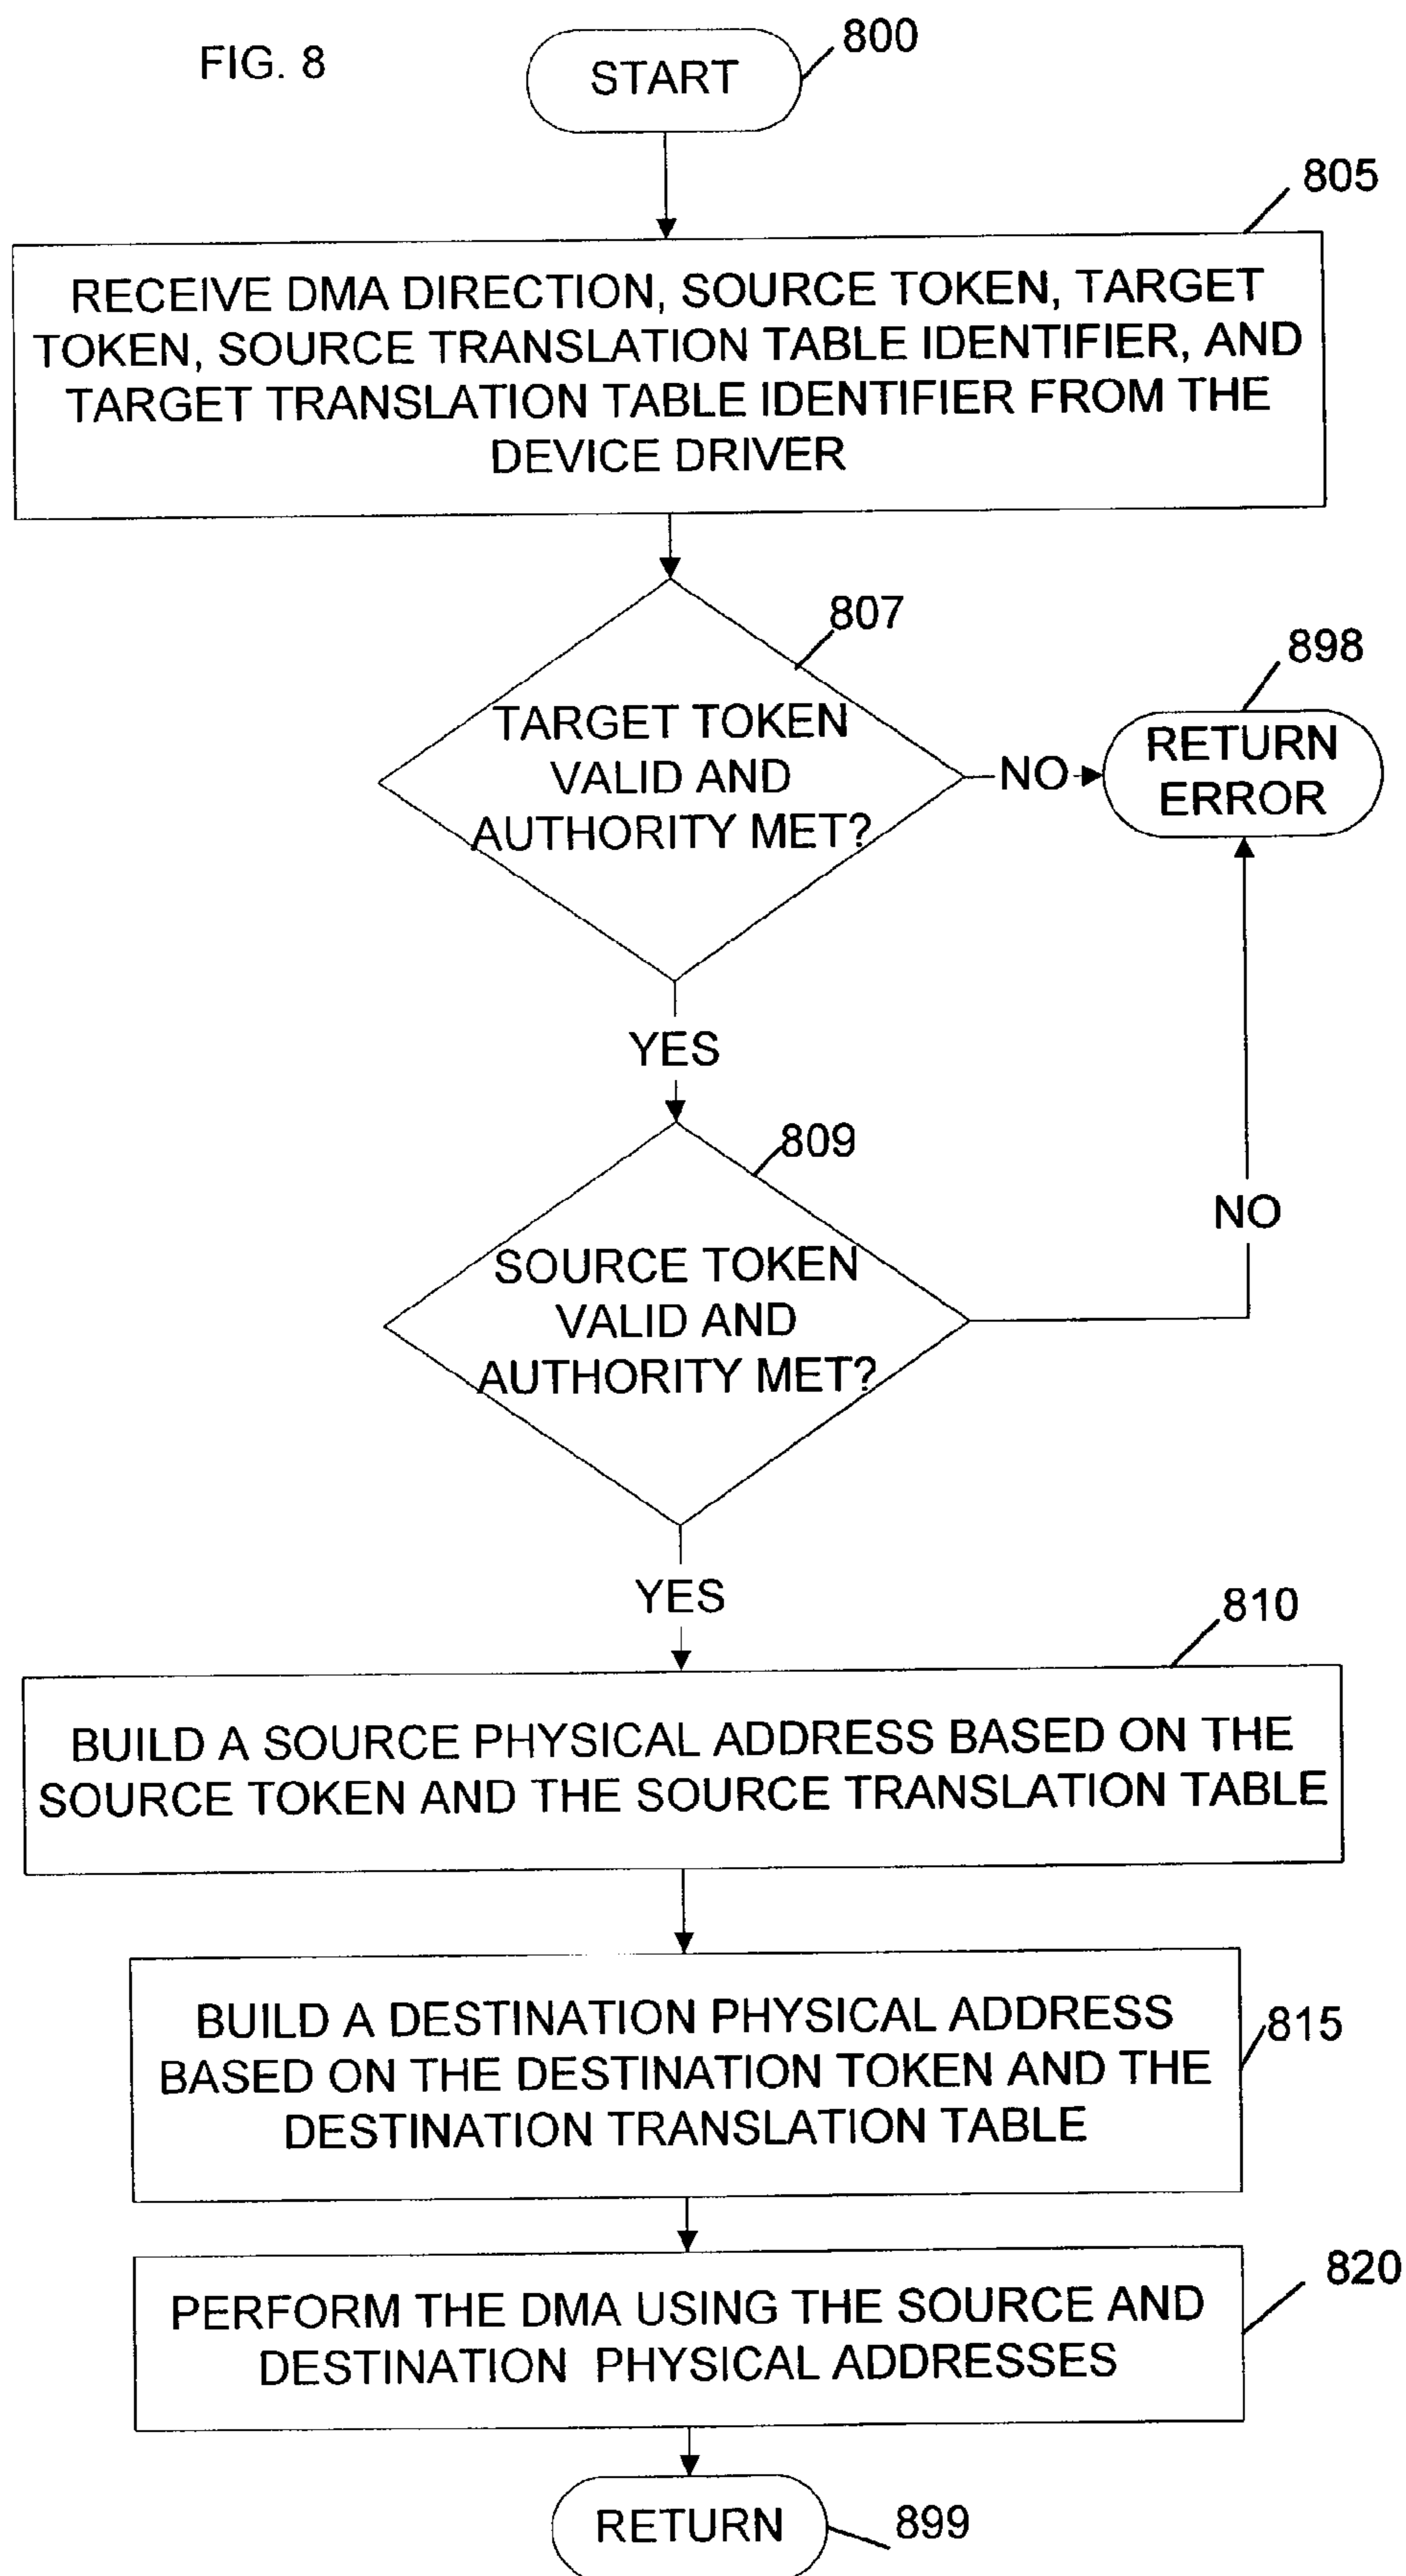 FIG. 8
START
800
805
RECEIVE DMA DIRECTION, SOURCE TOKEN, TARGET
TOKEN, SOURCE TRANSLATION TABLE IDENTIFIER, AND
TARGET TRANSLATION TABLE IDENTIFIER FROM THE
DEVICE DRIVER
807
TARGET TOKEN
VALID AND
AUTHORITY MET?
NO
898
RETURN
ERROR
YES
809
SOURCE TOKEN
VALID AND
AUTHORITY MET?
NO
YES
810
BUILD A SOURCE PHYSICAL ADDRESS BASED ON THE
SOURCE TOKEN AND THE SOURCE TRANSLATION TABLE
BUILD A DESTINATION PHYSICAL ADDRESS
BASED ON THE DESTINATION TOKEN AND THE
DESTINATION TRANSLATION TABLE
815
820
PERFORM THE DMA USING THE SOURCE AND
DESTINATION PHYSICAL ADDRESSES
RETURN
899